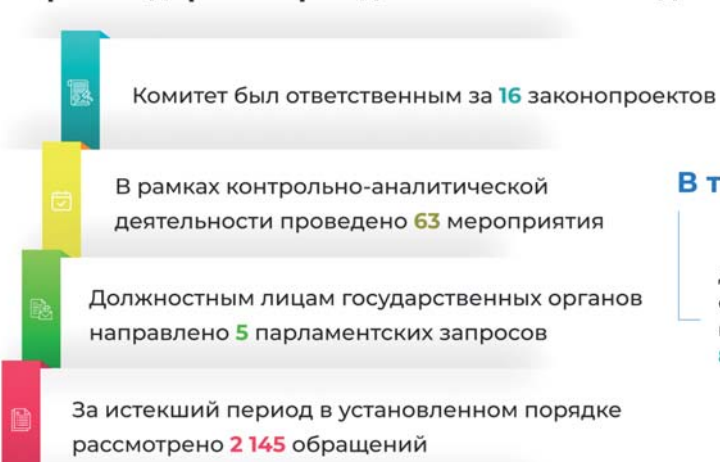 Комитет был ответственным за 16 законопроектов
В рамках контрольно-аналитической
деятельности проведено 63 мероприятия
Должностным лицам государственных органов
направлено 5 парламентских запросов
За истекший период в установленном порядке
рассмотрено 2 145 обращений